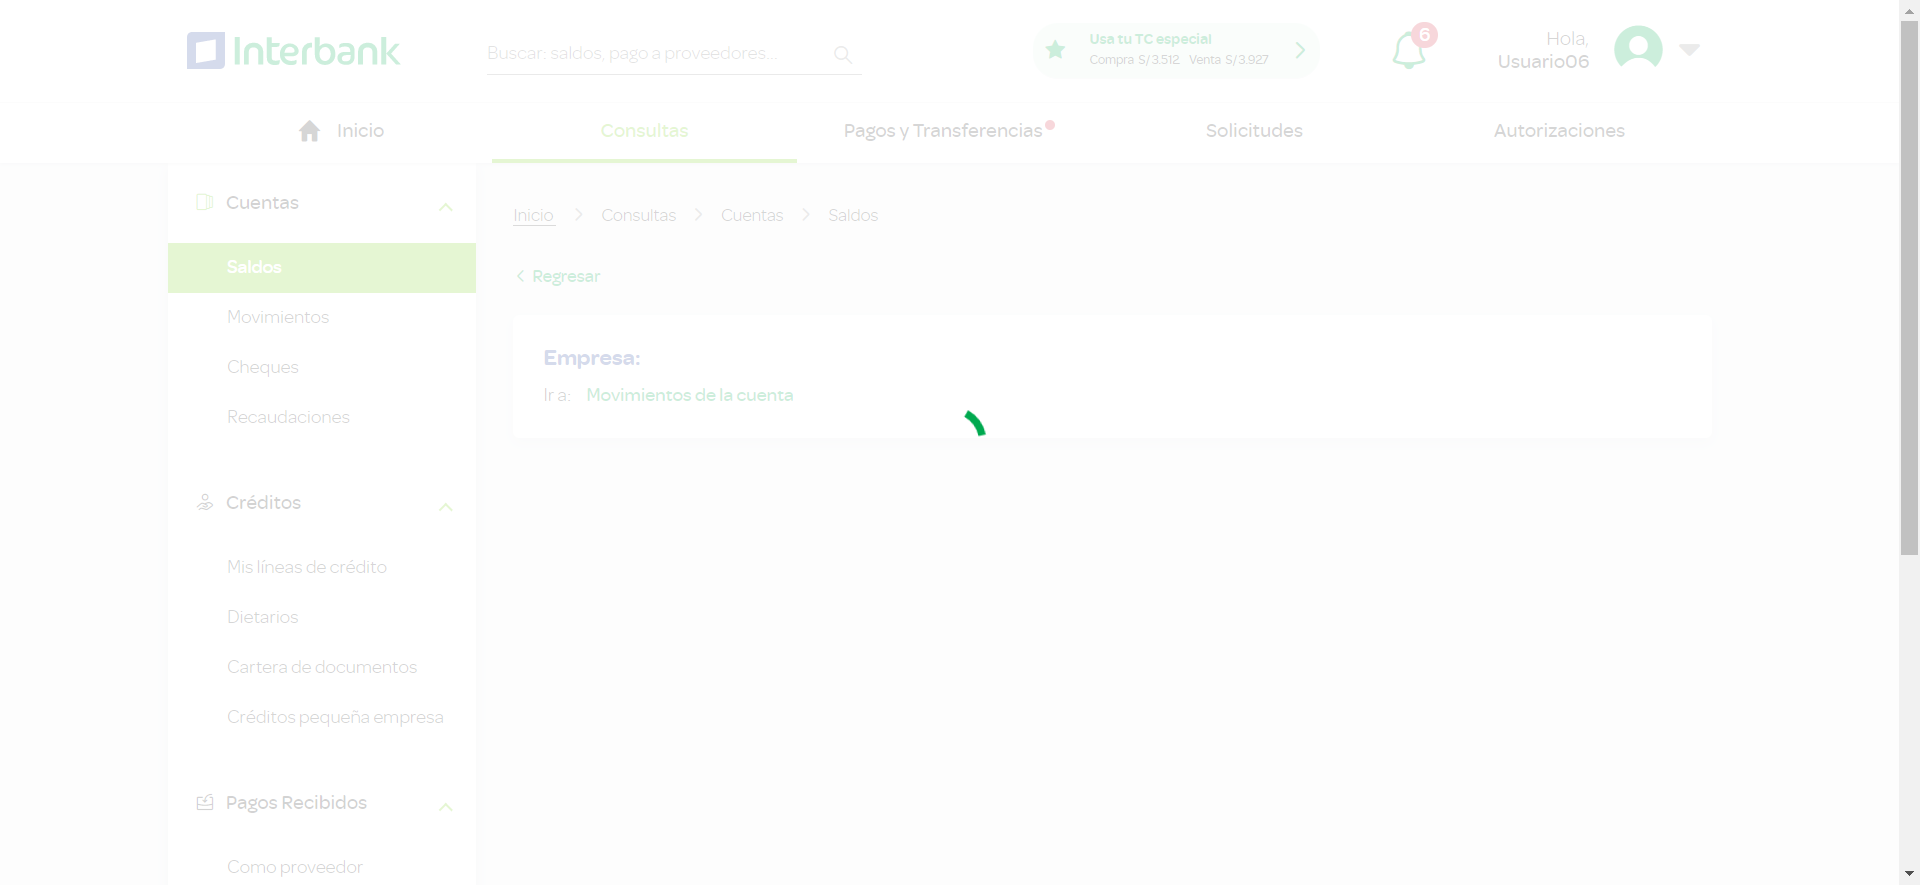 Interbank
Buscar: saldos, pago a proveedores...
Usa tu TC especial
Compra S/3.512 Venta S/3.927
6
Hola,
Usuario06
Inicio
Consultas
Pagos y Transferencias
Solicitudes
Autorizaciones
Cuentas
Saldos
Movimientos
Cheques
Recaudaciones
Créditos
Mis líneas de crédito
Dietarios
Cartera de documentos
Créditos pequeña empresa
Pagos Recibidos
Como proveedor
Inicio > Consultas > Cuentas > Saldos
< Regresar
Empresa:
Ir a: Movimientos de la cuenta